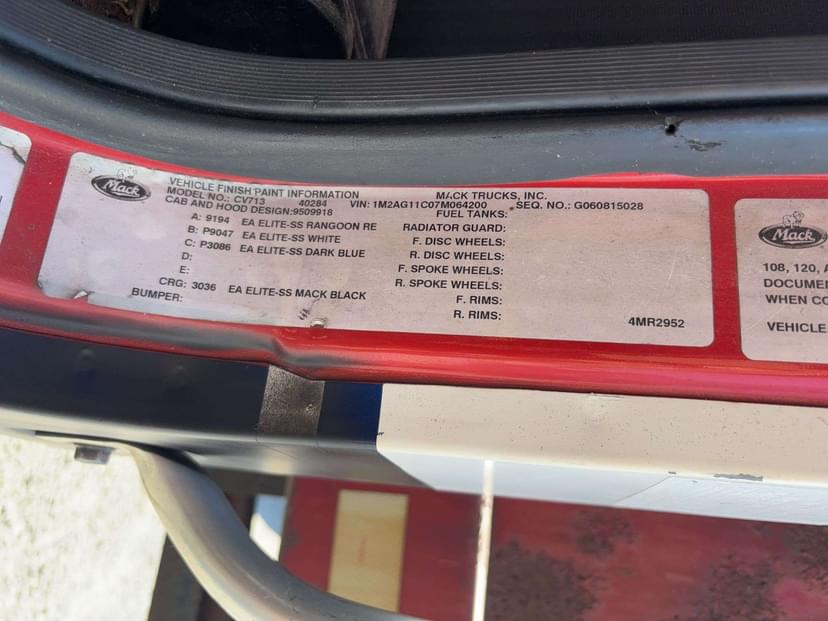 Mack
VEHICLE FINISH PAINT INFORMATION
MACK TRUCKS, INC.
MODEL NO.: CV713 40284 VIN: 1M2AG11C07M064200 SEQ. NO.: G060815028
CAB AND HOOD DESIGN:9509918
FUEL TANKS:
A: 9194 EA ELITE-SS RANGOON RE
RADIATOR GUARD:
B: P9047 EA ELITE-SS WHITE
F. DISC WHEELS:
C: P3086 EA ELITE-SS DARK BLUE
R. DISC WHEELS:
D:
F. SPOKE WHEELS:
E:
R. SPOKE WHEELS:
CRG: 3036 EA ELITE-SS MACK BLACK
F. RIMS:
BUMPER:
R. RIMS:
4MR2952
Mack
108, 120, A
DOCUMEN
WHEN CO
VEHICLE